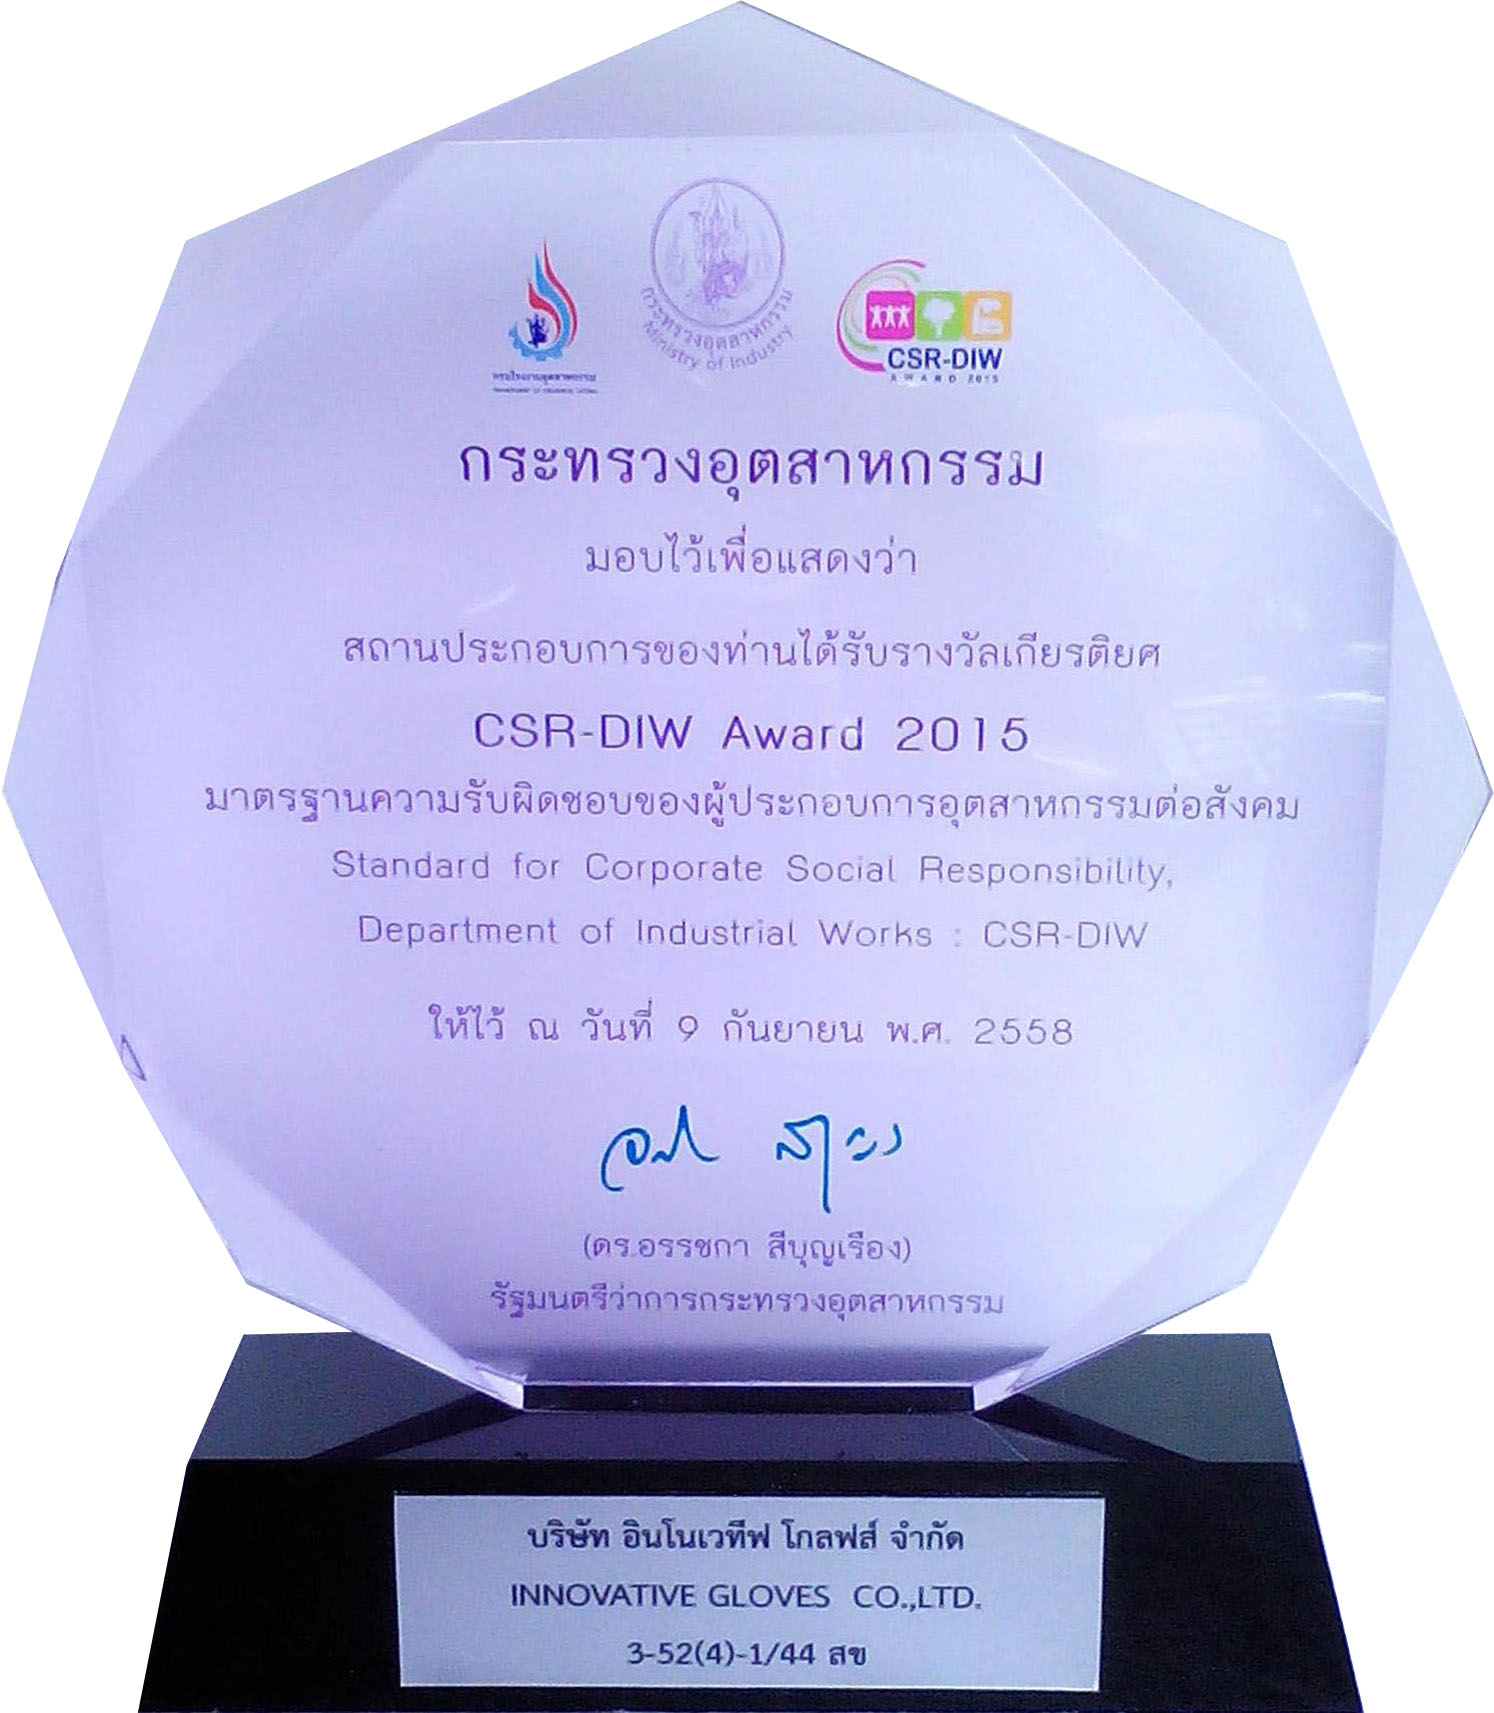 กระทรวงอุตสาหกรรม
Ministry of Industry
กรมโรงงานอุตสาหกรรม
CSR-DIW
AWARD 2015
กระทรวงอุตสาหกรรม
มอบไว้เพื่อแสดงว่า
สถานประกอบการของท่านได้รับรางวัลเกียรติยศ
CSR-DIW Award 2015
มาตรฐานความรับผิดชอบของผู้ประกอบการอุตสาหกรรมต่อสังคม
Standard for Corporate Social Responsibility,
Department of Industrial Works : CSR-DIW
ให้ไว้ ณ วันที่ 9 กันยายน พ.ศ. 2558
(ดร.อรรชกา สีบุญเรือง)
รัฐมนตรีว่าการกระทรวงอุตสาหกรรม
บริษัท อินโนเวทีฟ โกลฟส์ จำกัด
INNOVATIVE GLOVES CO.,LTD.
3-52(4)-1/44 สข